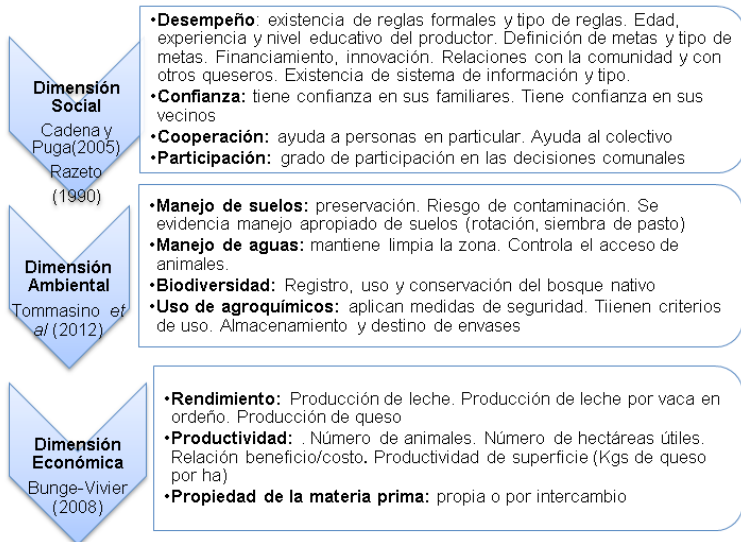 Dimensión
Social
Cadena y
Puga(2005)
Razeto
(1990)
•Desempeño: existencia de reglas formales y tipo de reglas. Edad,
experiencia y nivel educativo del productor. Definición de metas y tipo de
metas. Financiamiento, innovación. Relaciones con la comunidad y con
otros queseros. Existencia de sistema de información y tipo.
•Confianza: tiene confianza en sus familiares. Tiene confianza en sus
vecinos
•Cooperación: ayuda a personas en particular. Ayuda al colectivo
•Participación: grado de participación en las decisiones comunales
Dimensión
Ambiental
Tommasino et
al (2012)
•Manejo de suelos: preservación. Riesgo de contaminación. Se
evidencia manejo apropiado de suelos (rotación, siembra de pasto)
•Manejo de aguas: mantiene limpia la zona. Controla el acceso de
animales.
•Biodiversidad: Registro, uso y conservación del bosque nativo
•Uso de agroquímicos: aplican medidas de seguridad. Tiienen criterios
de uso. Almacenamiento y destino de envases
Dimensión
Económica
Bunge-Vivier
(2008)
•Rendimiento: Producción de leche. Producción de leche por vaca en
ordeño. Producción de queso
•Productividad: . Número de animales. Número de hectáreas útiles.
Relación beneficio/costo. Productividad de superficie (Kgs de queso
por ha)
•Propiedad de la materia prima: propia o por intercambio